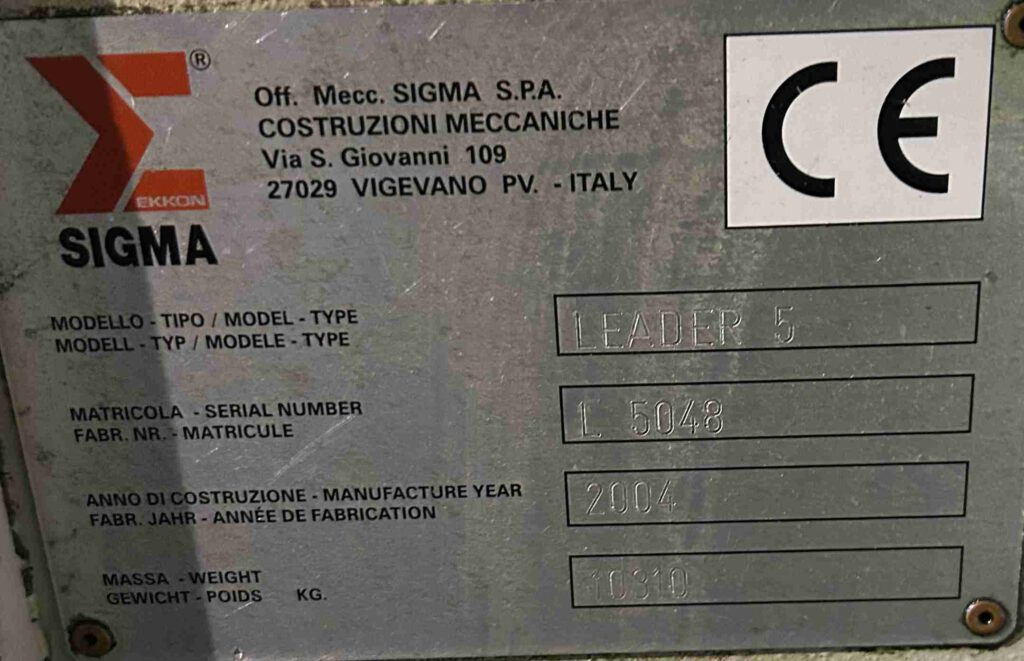 ®
EKKON
SIGMA
Off. Mecc. SIGMA S.P.A.
COSTRUZIONI MECCANICHE
Via S. Giovanni 109
27029 VIGEVANO PV. - ITALY
CE
MODELLO - TIPO / MODEL - TYPE
MODELL - TYP / MODELE - TYPE
LEADER 5
MATRICOLA - SERIAL NUMBER
FABR. NR. - MATRICULE
L 5048
ANNO DI COSTRUZIONE - MANUFACTURE YEAR
FABR. JAHR - ANNÉE DE FABRICATION
2004
MASSA - WEIGHT
GEWICHT - POIDS KG.
10310